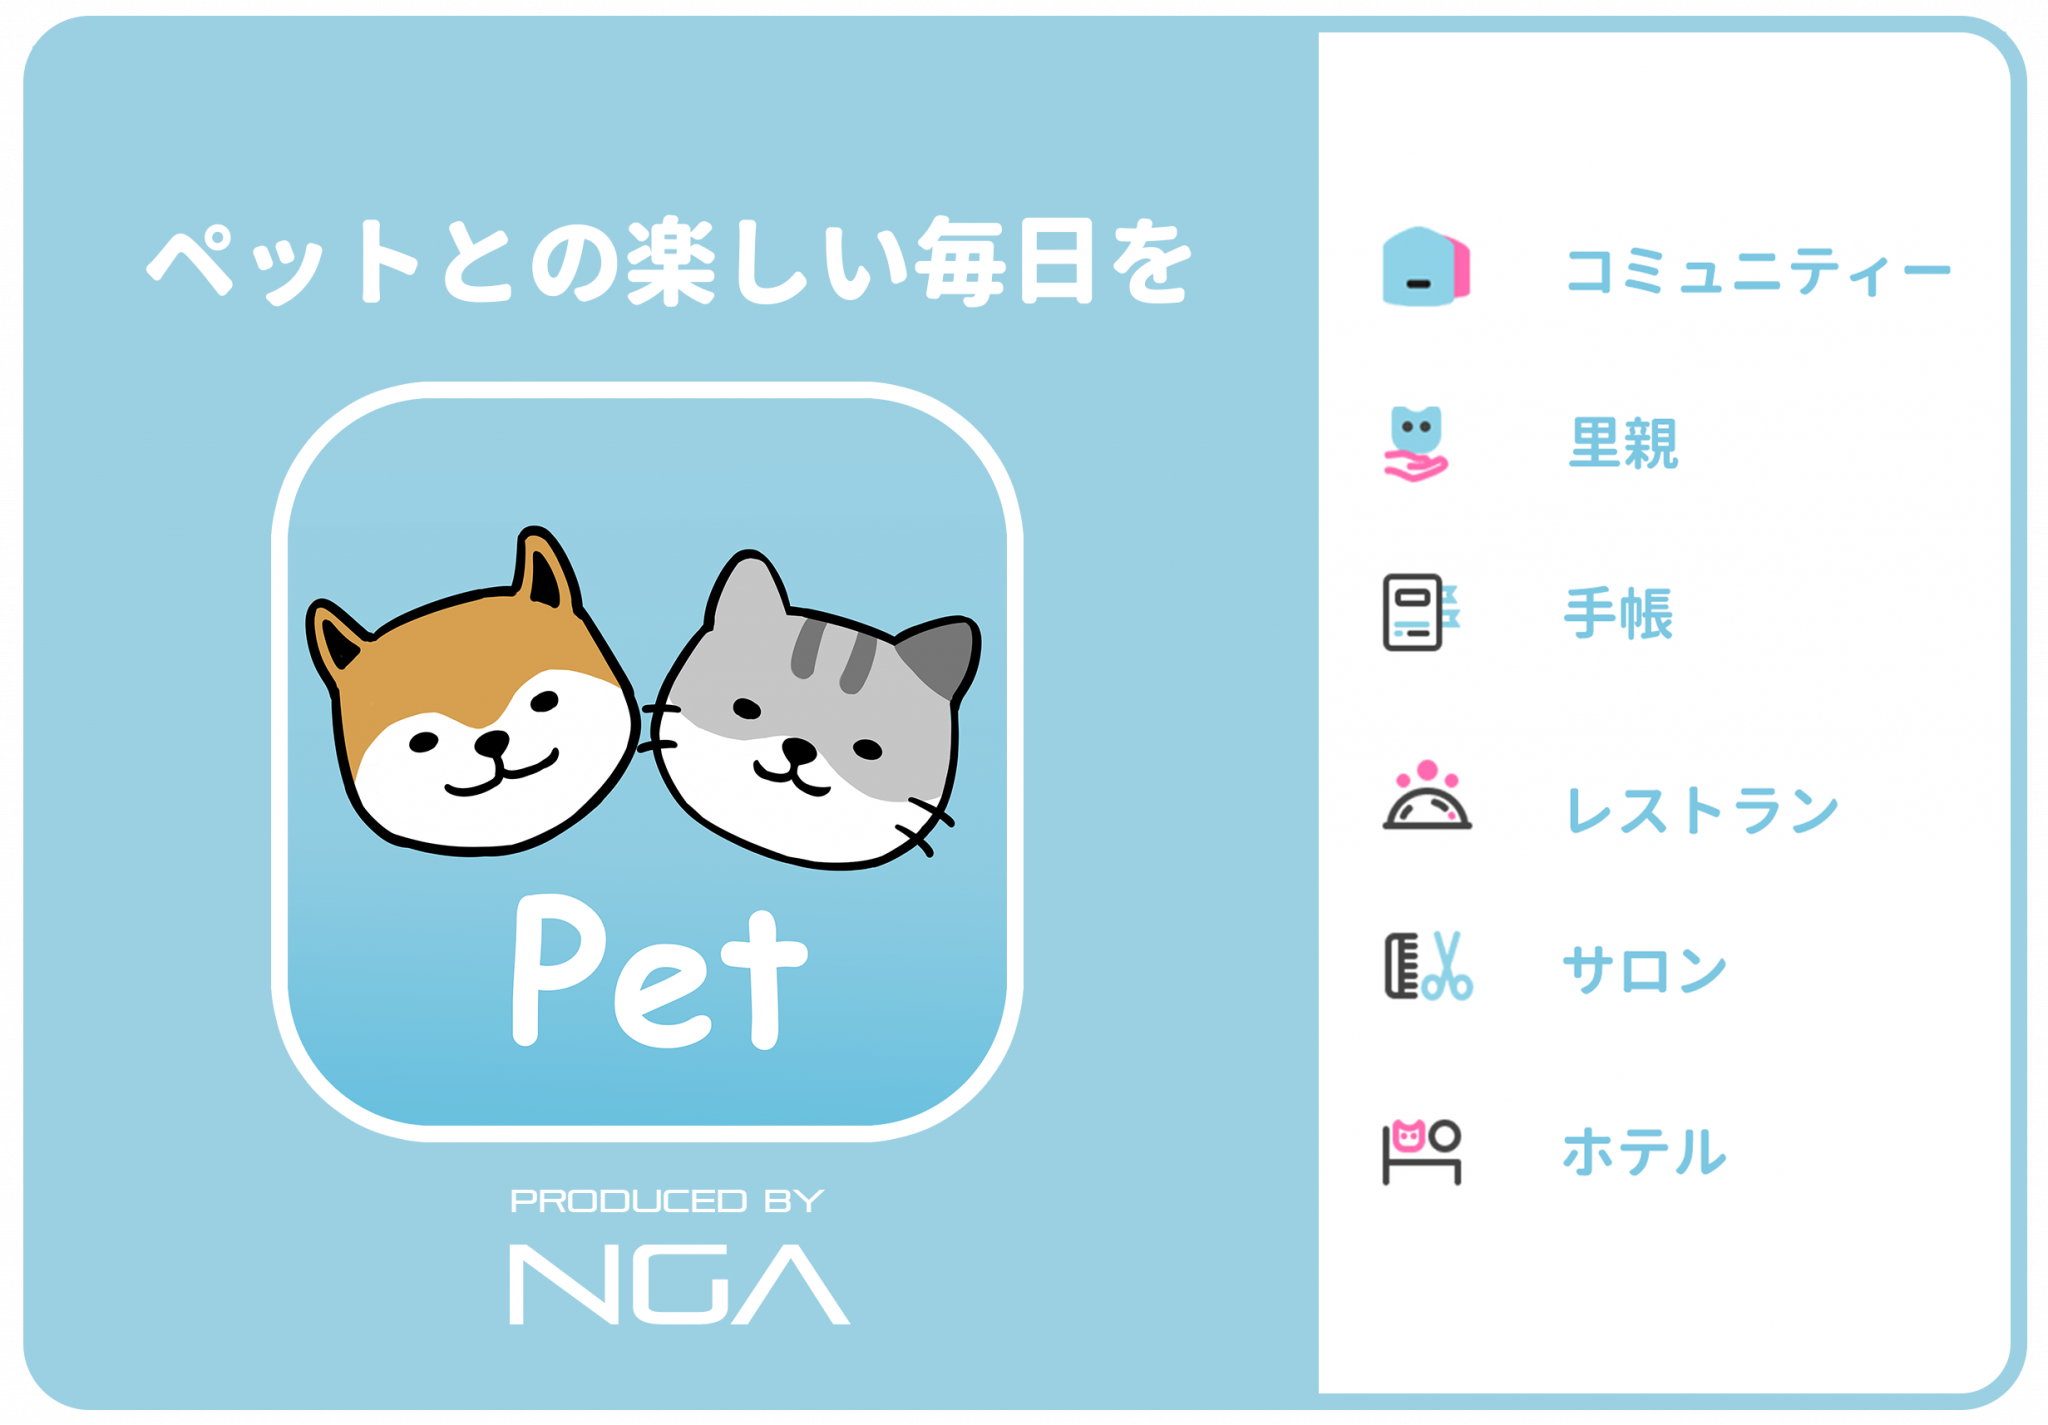 ペットとの楽しい毎日を
Pet
PRODUCED BY
NGA
コミュニティー
里親
手帳
レストラン
サロン
ホテル